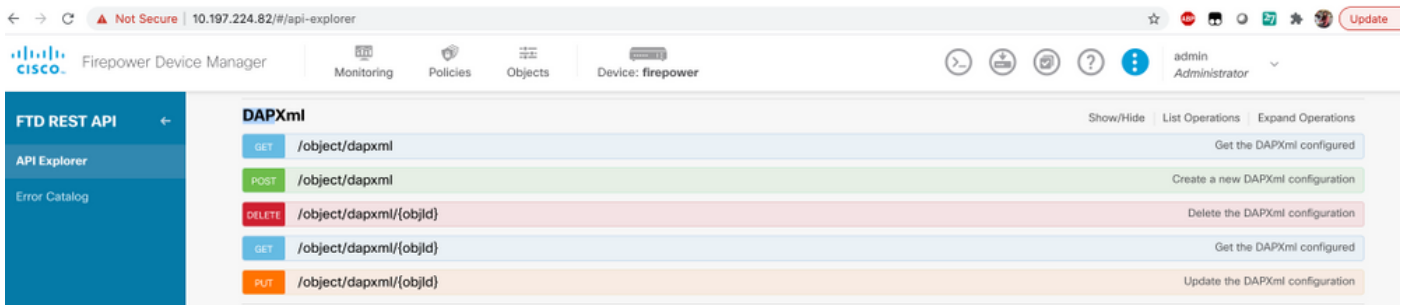 Not Secure | 10.197.224.82/#/api-explorer
ABP
27
Update
CISCO
Firepower Device Manager
Monitoring
Policies
Objects
Device: firepower
admin
Administrator
FTD REST API
API Explorer
Error Catalog
DAPXml
Show/Hide | List Operations | Expand Operations
GET /object/dapxml Get the DAPXml configured
POST /object/dapxml Create a new DAPXml configuration
DELETE /object/dapxml/{objId} Delete the DAPXml configuration
GET /object/dapxml/{objId} Get the DAPXml configured
PUT /object/dapxml/{objId} Update the DAPXml configuration